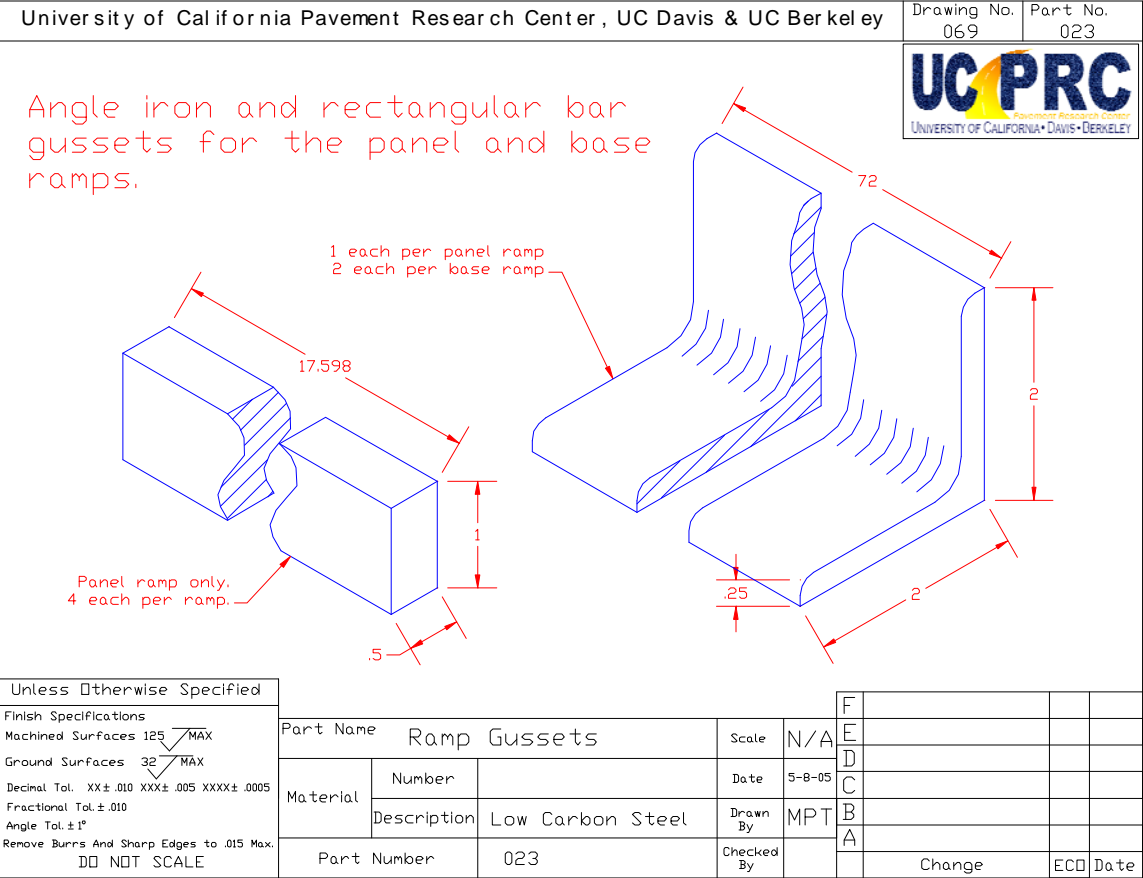 University of California Pavement Research Center, UC Davis & UC Berkeley
Drawing No.
069
Part No.
023
UCPRC
Pavement Research Center
UNIVERSITY OF CALIFORNIA • DAVIS • BERKELEY
Angle iron and rectangular bar
gussets for the panel and base
ramps.
72
1 each per panel ramp
2 each per base ramp
17.598
2
1
Panel ramp only.
4 each per ramp.
.25
2
.5
Unless Otherwise Specified
Finish Specifications
Machined Surfaces 125 MAX
Ground Surfaces 32 MAX
Decimal Tol. XX± .010 XXX± .005 XXXX± .0005
Fractional Tol. ± .010
Angle Tol. ± 1°
Remove Burrs And Sharp Edges to .015 Max.
DO NOT SCALE
Part Name
Ramp Gussets
Scale
N/A
Material
Number
Date
5-8-05
Description
Low Carbon Steel
Drawn
By
MPT
Part Number
023
Checked
By
F
E
D
C
B
A
Change
ECO
Date